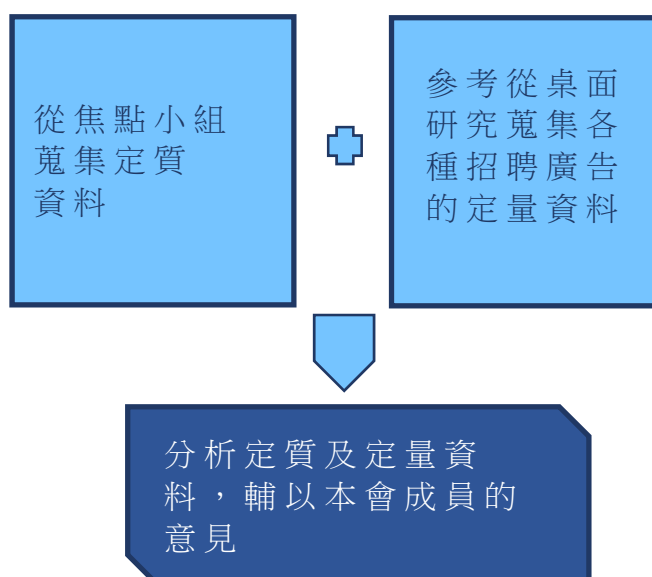 從焦點小組
蒐集定質
資料
參考從桌面
研究蒐集各
種招聘廣告
的定量資料
分析定質及定量資
料，輔以本會成員的
意見